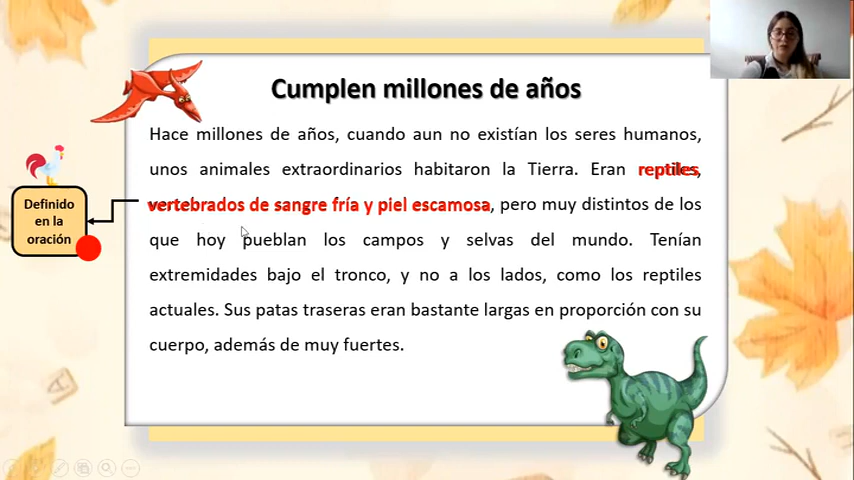 Cumplen millones de años
Hace millones de años, cuando aun no existían los seres humanos,
unos animales extraordinarios habitaron la Tierra. Eran reptiles,
vertebrados de sangre fría y piel escamosa, pero muy distintos de los
que hoy pueblan los campos y selvas del mundo. Tenían
extremidades bajo el tronco, y no a los lados, como los reptiles
actuales. Sus patas traseras eran bastante largas en proporción con su
cuerpo, además de muy fuertes.
Definido
en la
oración